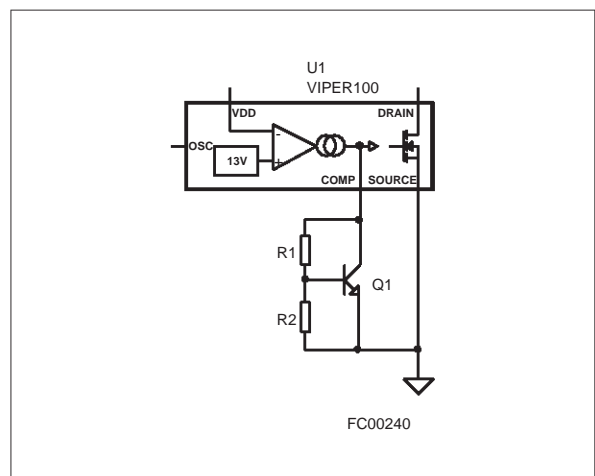 U1
VIPER100
VDD
DRAIN
OSC
-
+
13V
COMP
SOURCE
R1
Q1
R2
FC00240